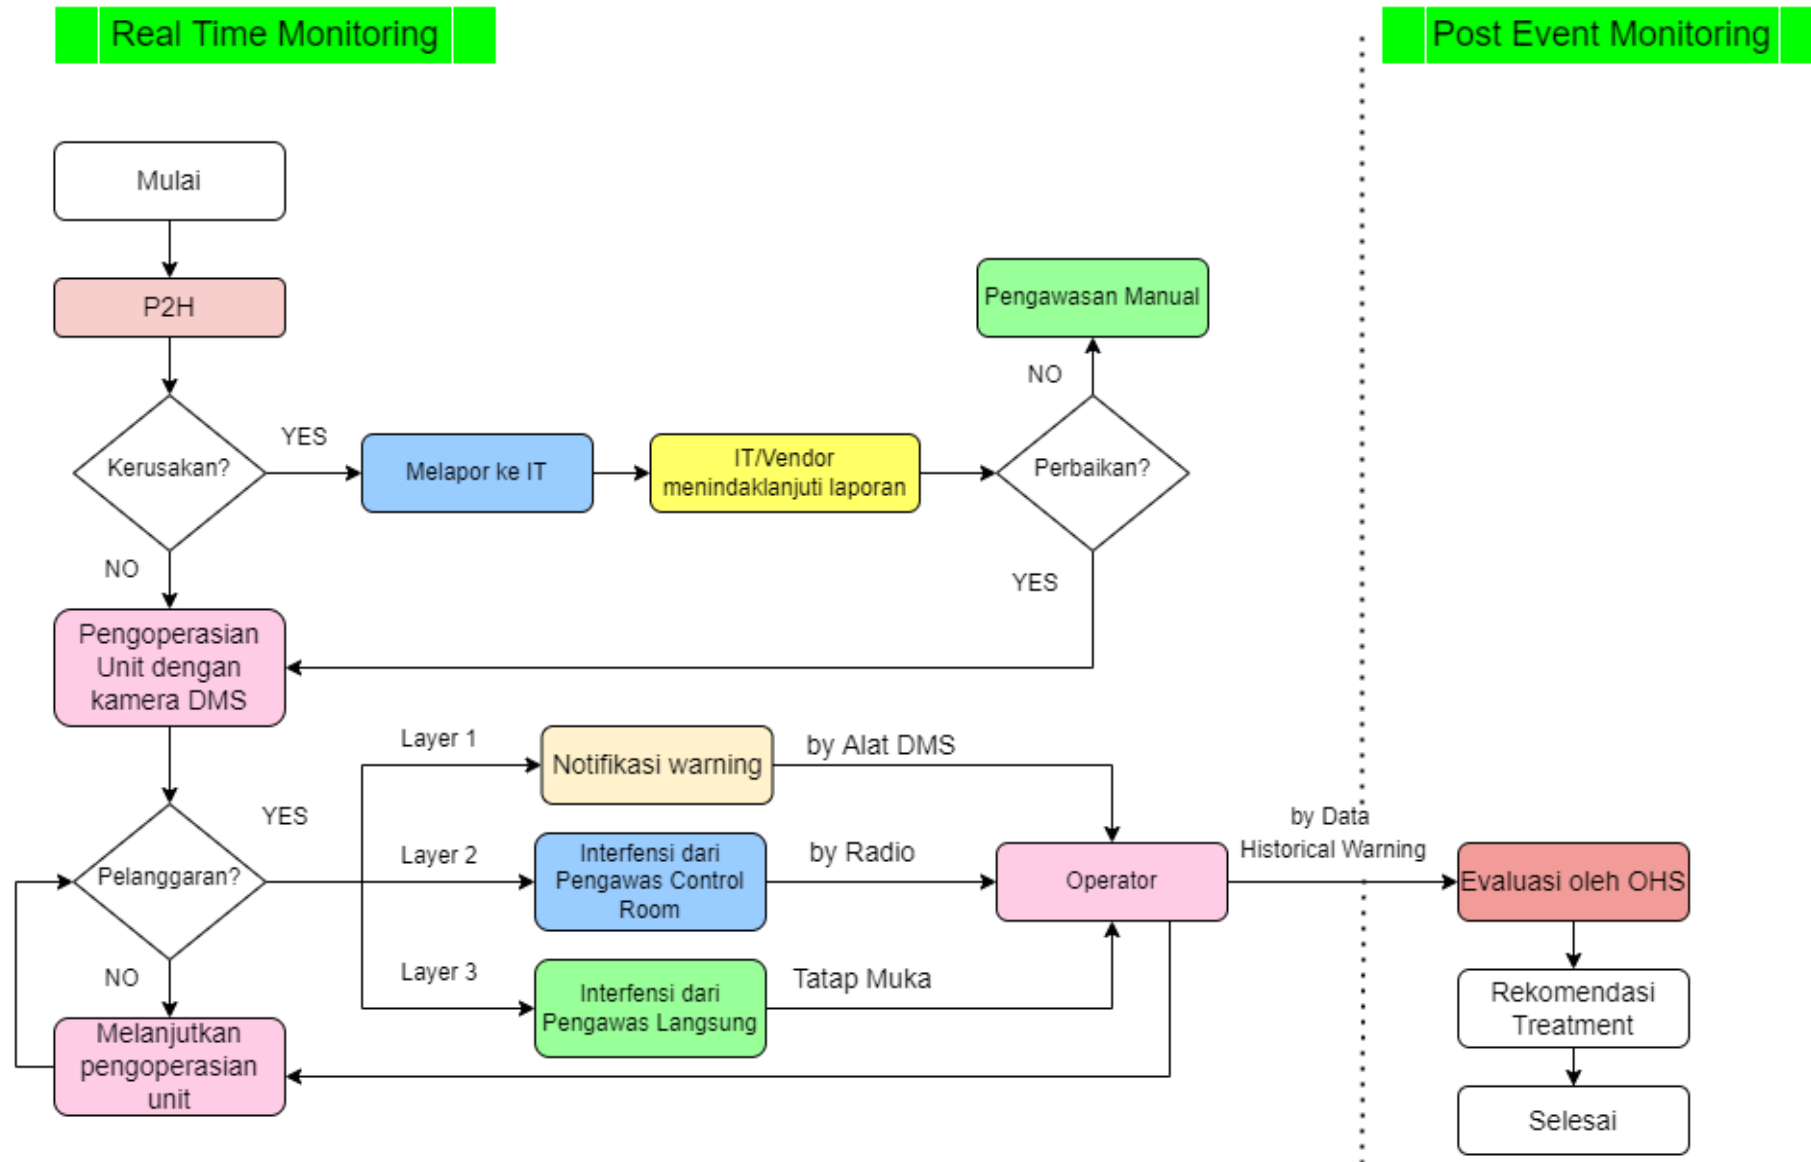 Real Time Monitoring
Post Event Monitoring
Mulai
P2H
Pengawasan Manual
NO
YES
Kerusakan?
Melapor ke IT
IT/Vendor
menindaklanjuti laporan
Perbaikan?
NO
YES
Pengoperasian
Unit dengan
kamera DMS
Layer 1
Notifikasi warning
by Alat DMS
YES
by Data
Historical Warning
Pelanggaran?
Layer 2
Interfensi dari
Pengawas Control
Room
by Radio
Operator
Evaluasi oleh OHS
NO
Layer 3
Interfensi dari
Pengawas Langsung
Tatap Muka
Rekomendasi
Treatment
Melanjutkan
pengoperasian
unit
Selesai